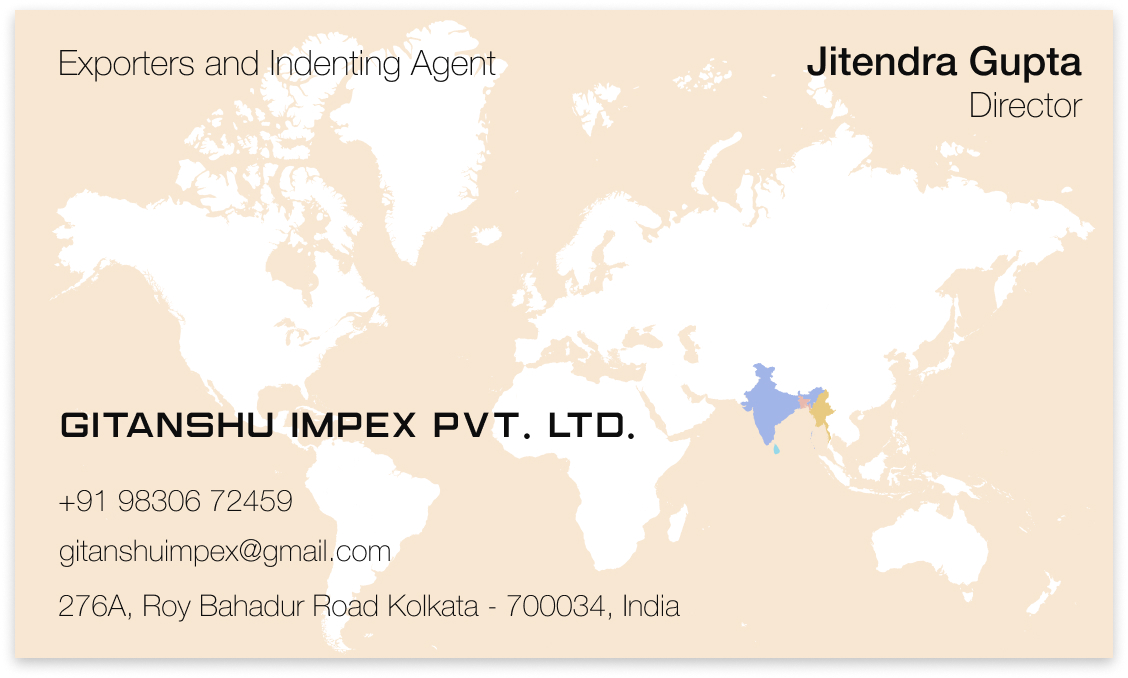 Exporters and Indenting Agent
Jitendra Gupta
Director
GITANSHU IMPEX PVT. LTD.
+91 98306 72459
gitanshuimpex@gmail.com
276A, Roy Bahadur Road Kolkata - 700034, India